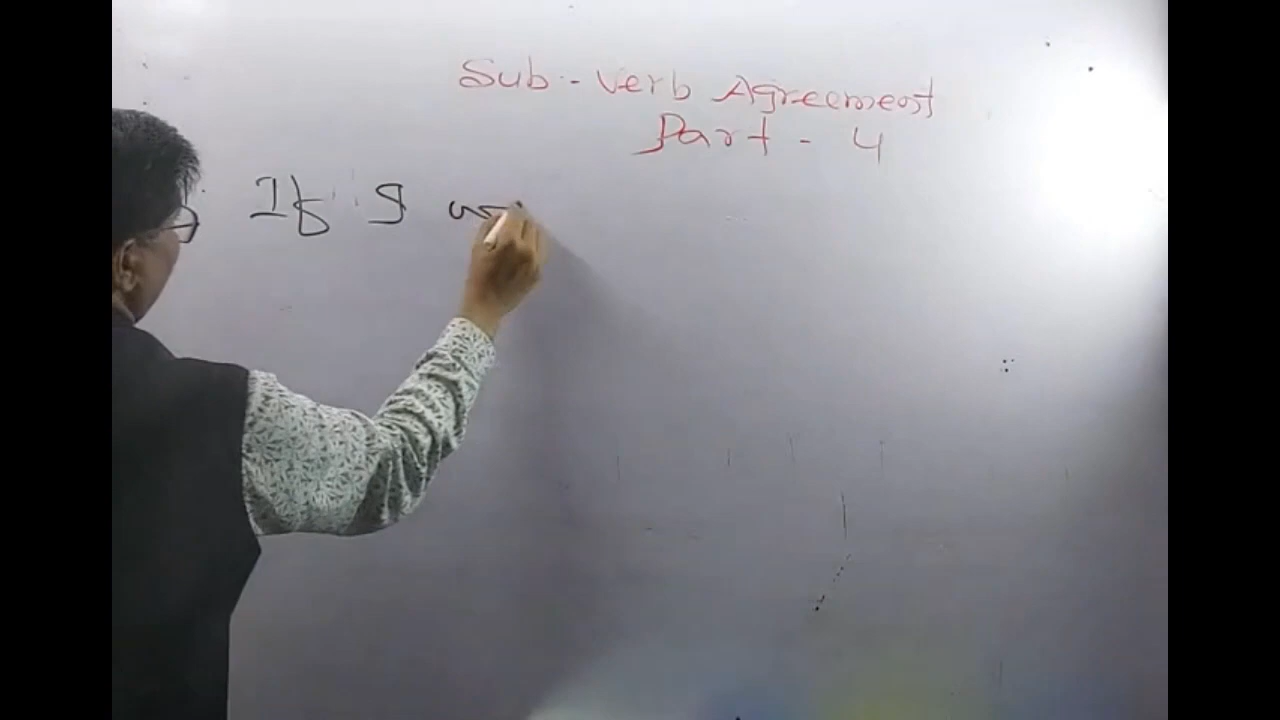 Sub - Verb Agreement
Part - 4
If I